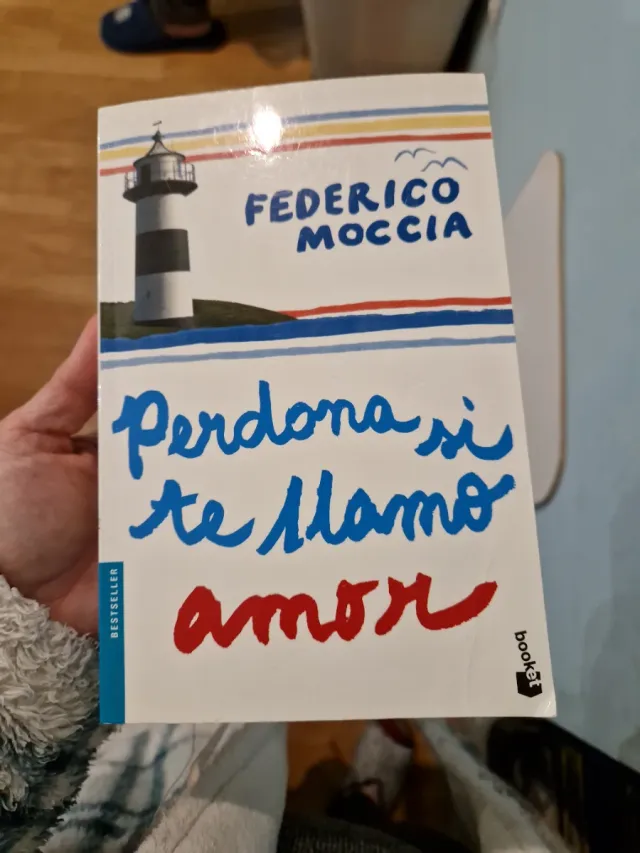 FEDERICO
MOCCIA
Perdona si
te llamo
amor
BESTSELLER
booket